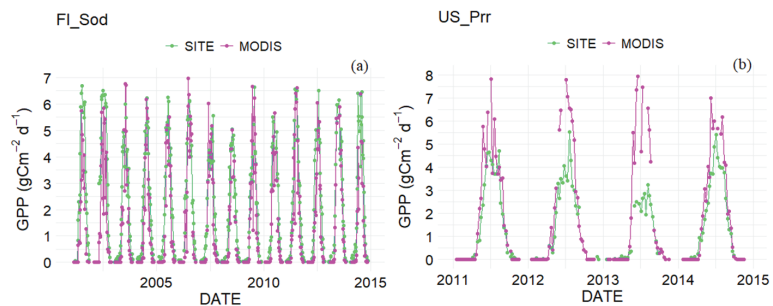 FI_Sod
SITE MODIS
(a)
7
6
5
4
3
2
1
0
GPP (gCm⁻² d⁻¹)
2005 2010 2015
DATE
US_Prr
SITE MODIS
(b)
8
7
6
5
4
3
2
1
0
GPP (gCm⁻² d⁻¹)
2011 2012 2013 2014 2015
DATE